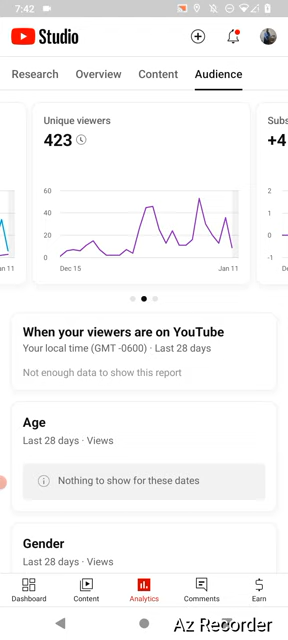 7:42
Studio
Research Overview Content Audience
Unique viewers
423
60
40
20
0
Dec 15 Jan 11
an 11
Subs
+4
2
1
0
-1
When your viewers are on YouTube
Your local time (GMT -0600) · Last 28 days
Not enough data to show this report
Age
Last 28 days · Views
Nothing to show for these dates
Gender
Last 28 days · Views
Dashboard Content Analytics Comments Earn
Az Recorder